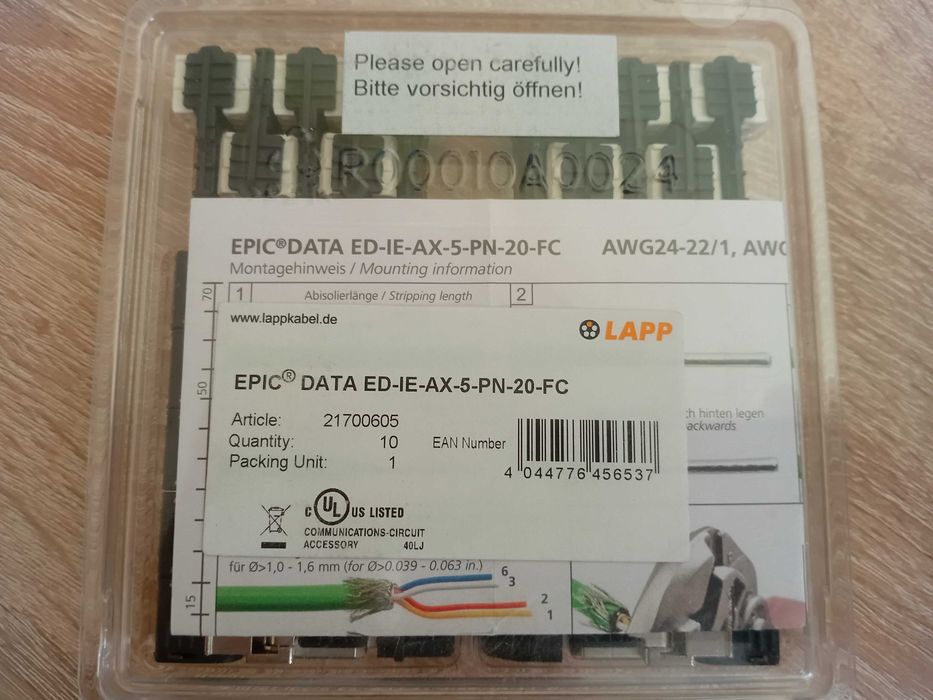 Please open carefully!
Bitte vorsichtig öffnen!
R00010A0024
EPIC®DATA ED-IE-AX-5-PN-20-FC AWG24-22/1,
Montagehinweis / Mounting information
70
1 Abisolierlänge / Stripping length 2
www.lappkabel.de
LAPP
50
EPIC® DATA ED-IE-AX-5-PN-20-FC
Article: 21700605
Quantity: 10
Packing Unit: 1
EAN Number
4 044776 456537
hinten legen
backwards
C UL US LISTED
COMMUNICATIONS-CIRCUIT
ACCESSORY 40LJ
für Ø>1,0 - 1,6 mm (for Ø>0.039 - 0.063 in.)
15
6
3
2
1